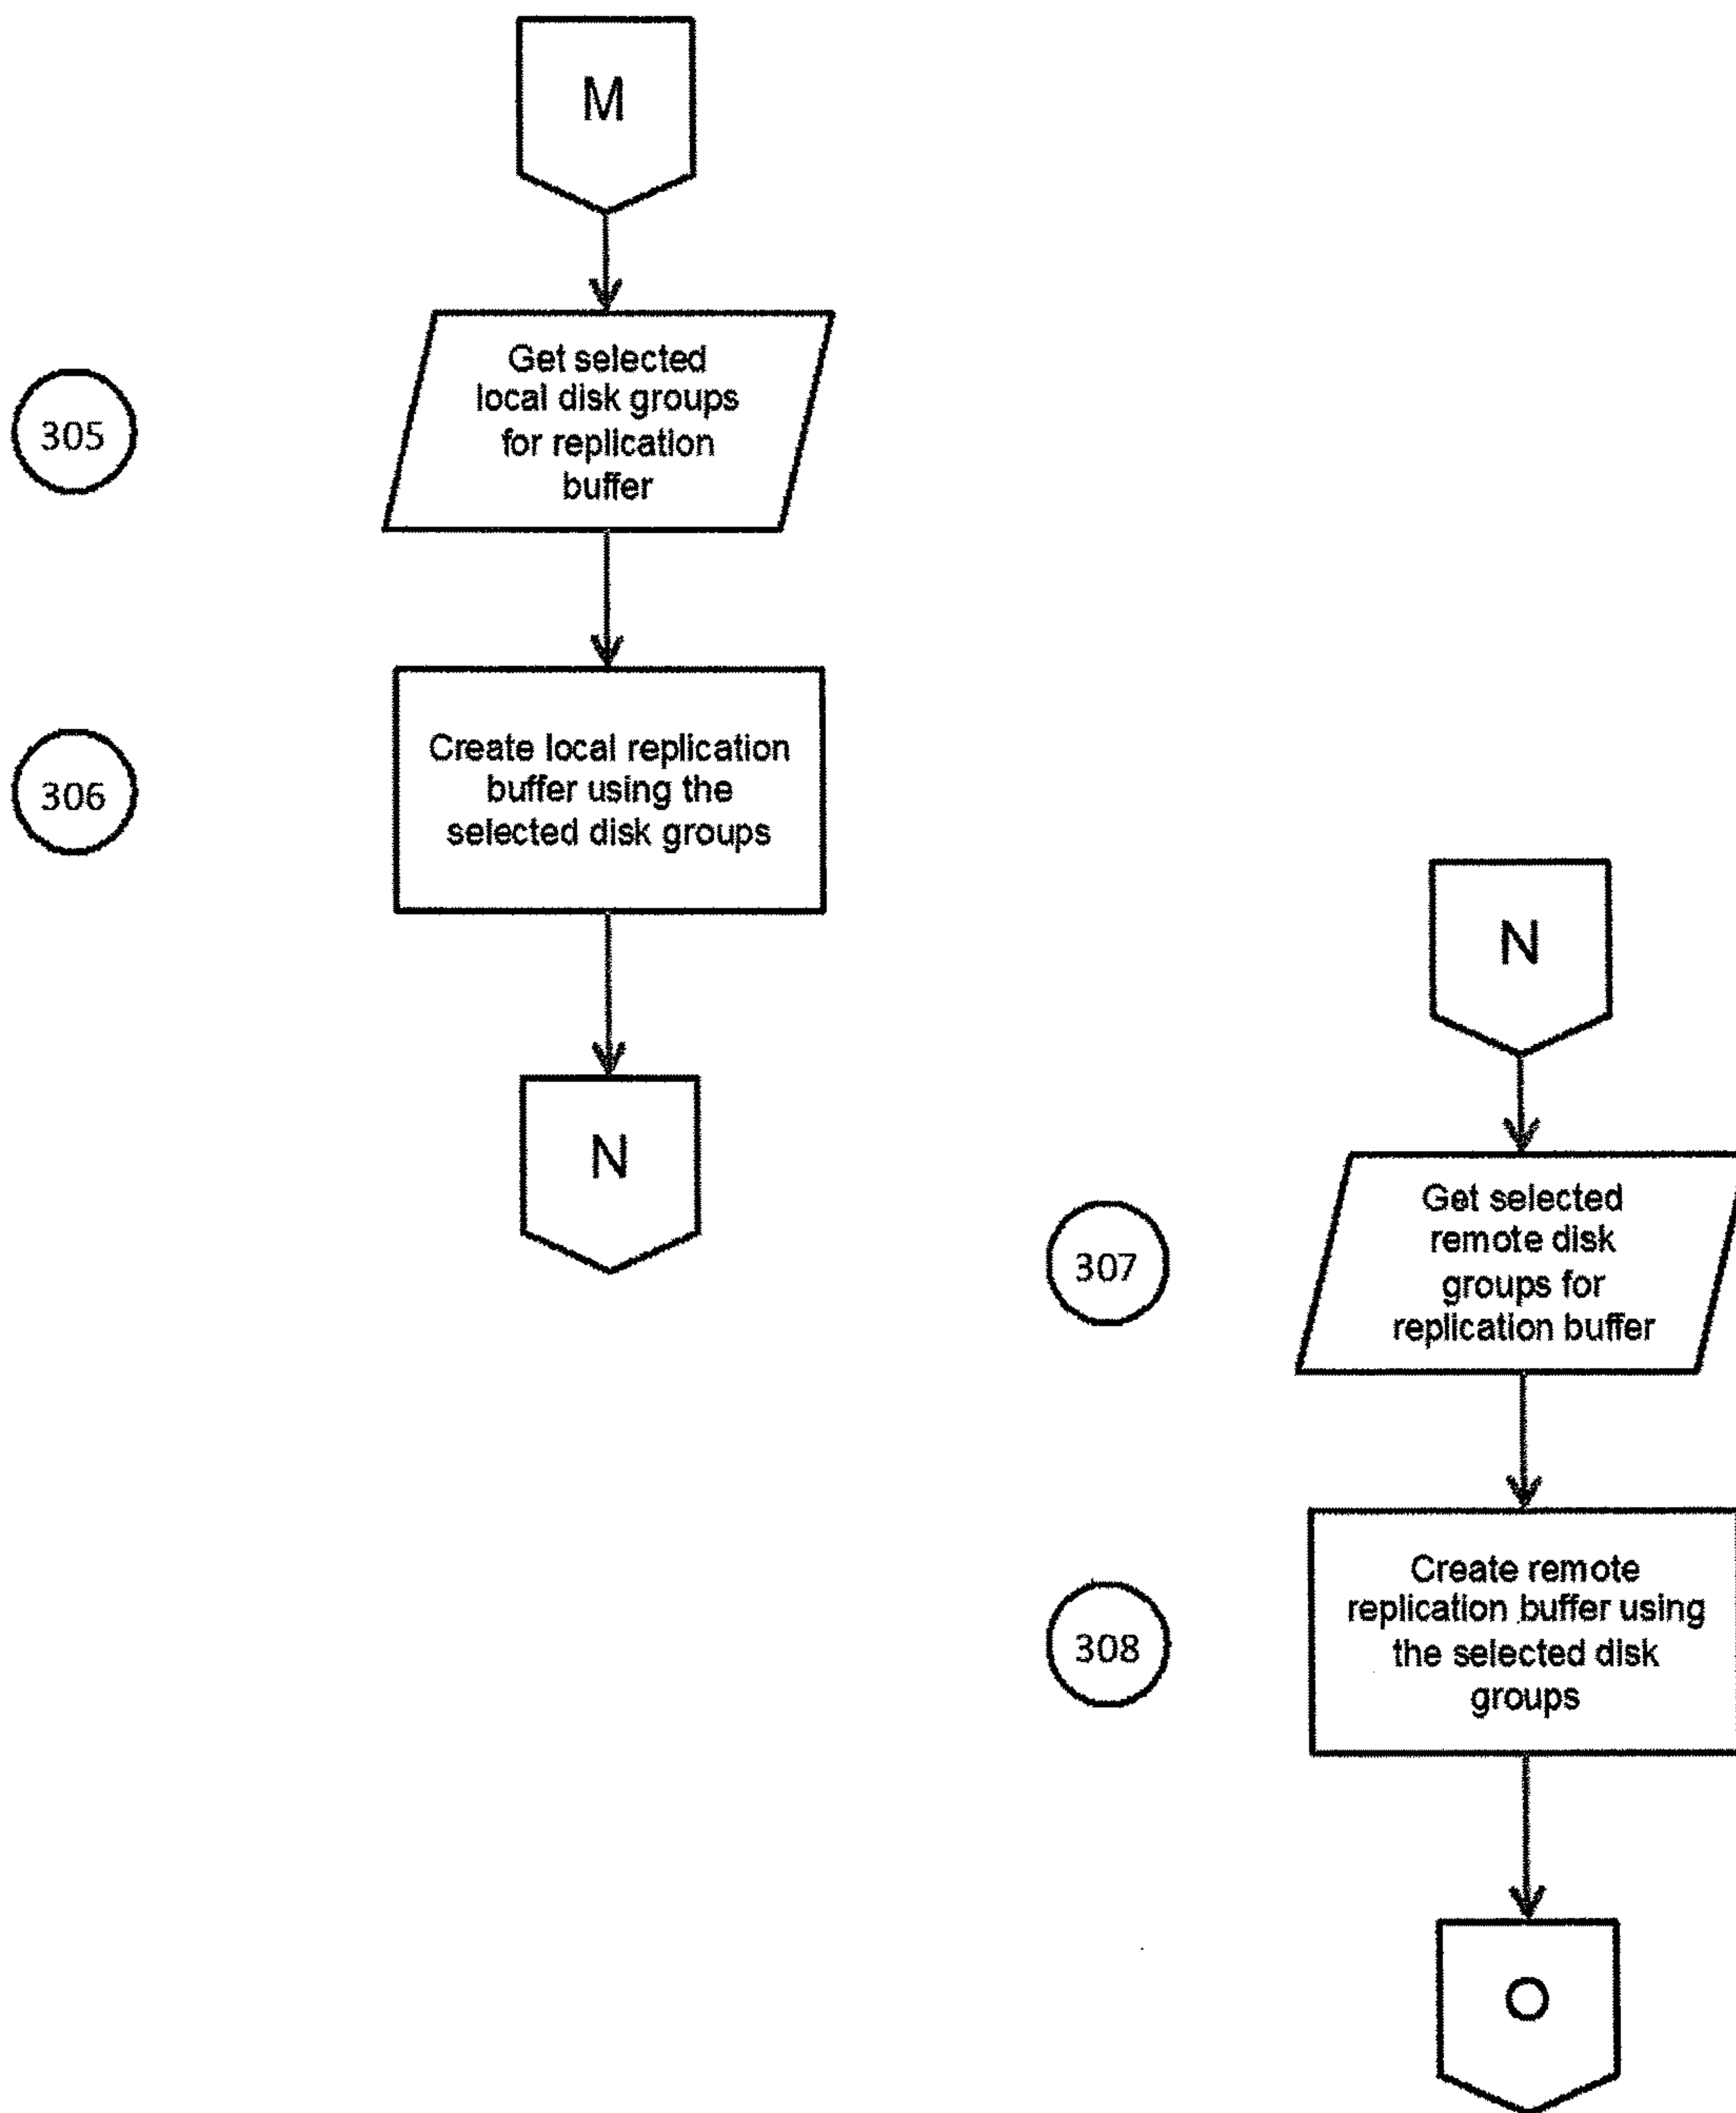 M
305
Get selected
local disk groups
for replication
buffer
306
Create local replication
buffer using the
selected disk groups
N
N
307
Get selected
remote disk
groups for
replication buffer
308
Create remote
replication buffer using
the selected disk
groups
O